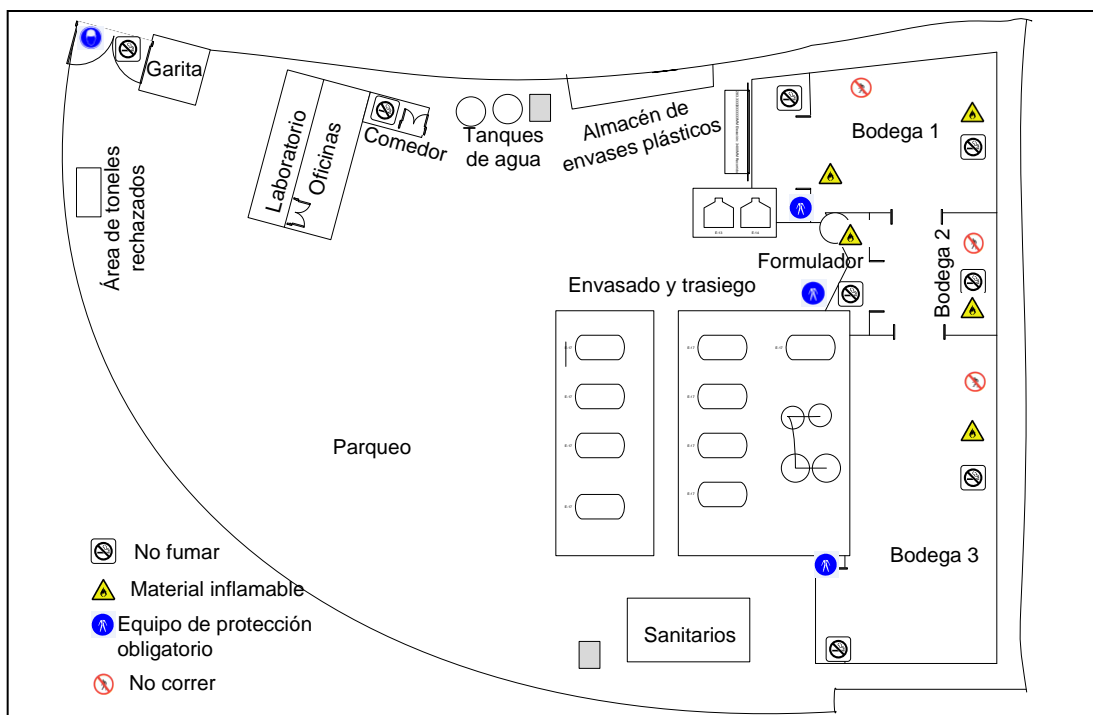 Garita
Área de toneles
rechazados
Laboratorio
Oficinas
Comedor
Tanques
de agua
Almacén de
envases plásticos
Bodega 1
Bodega 2
Formulador
Envasado y trasiego
Parqueo
Bodega 3
Sanitarios
No fumar
Material inflamable
Equipo de protección
obligatorio
No correr